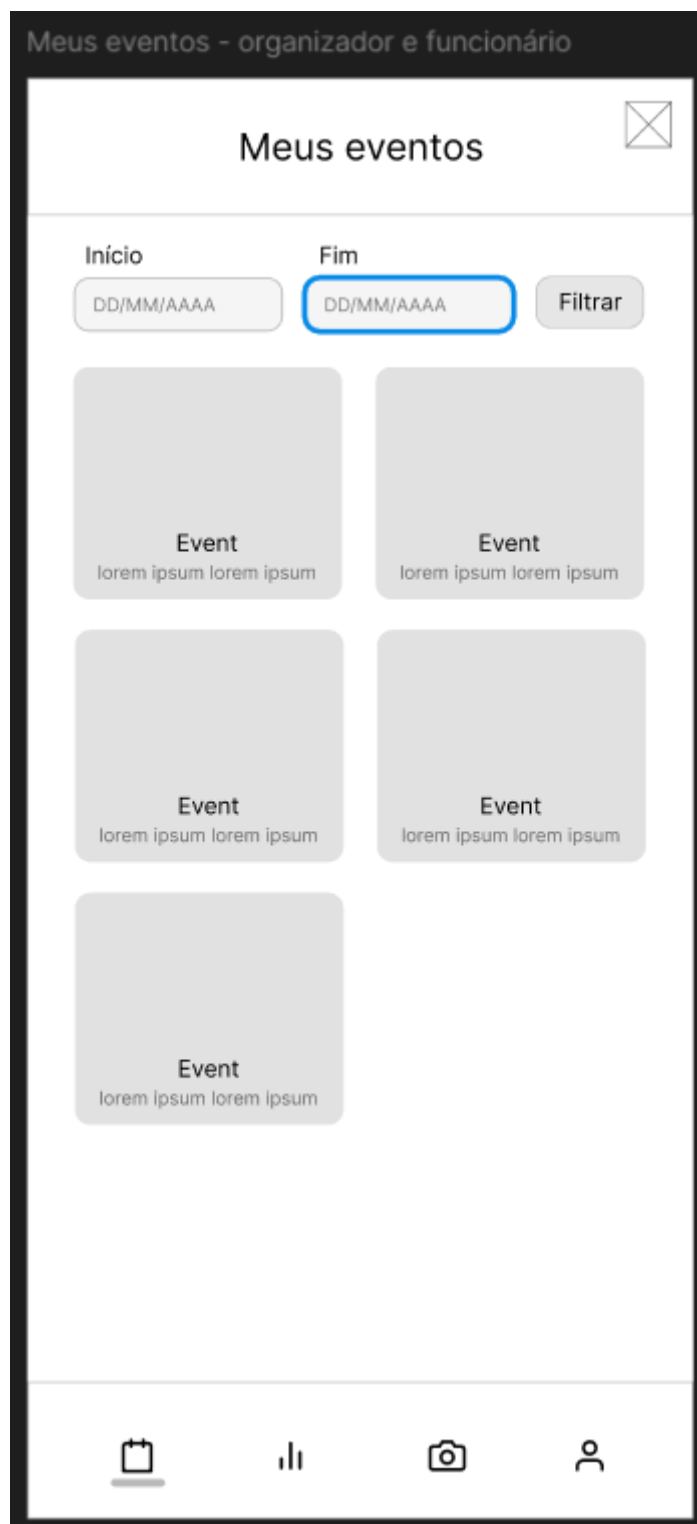 Meus eventos - organizador e funcionário
Meus eventos
Início Fim
DD/MM/AAAA DD/MM/AAAA Filtrar
Event Event
lorem ipsum lorem ipsum lorem ipsum lorem ipsum
Event Event
lorem ipsum lorem ipsum lorem ipsum lorem ipsum
Event
lorem ipsum lorem ipsum